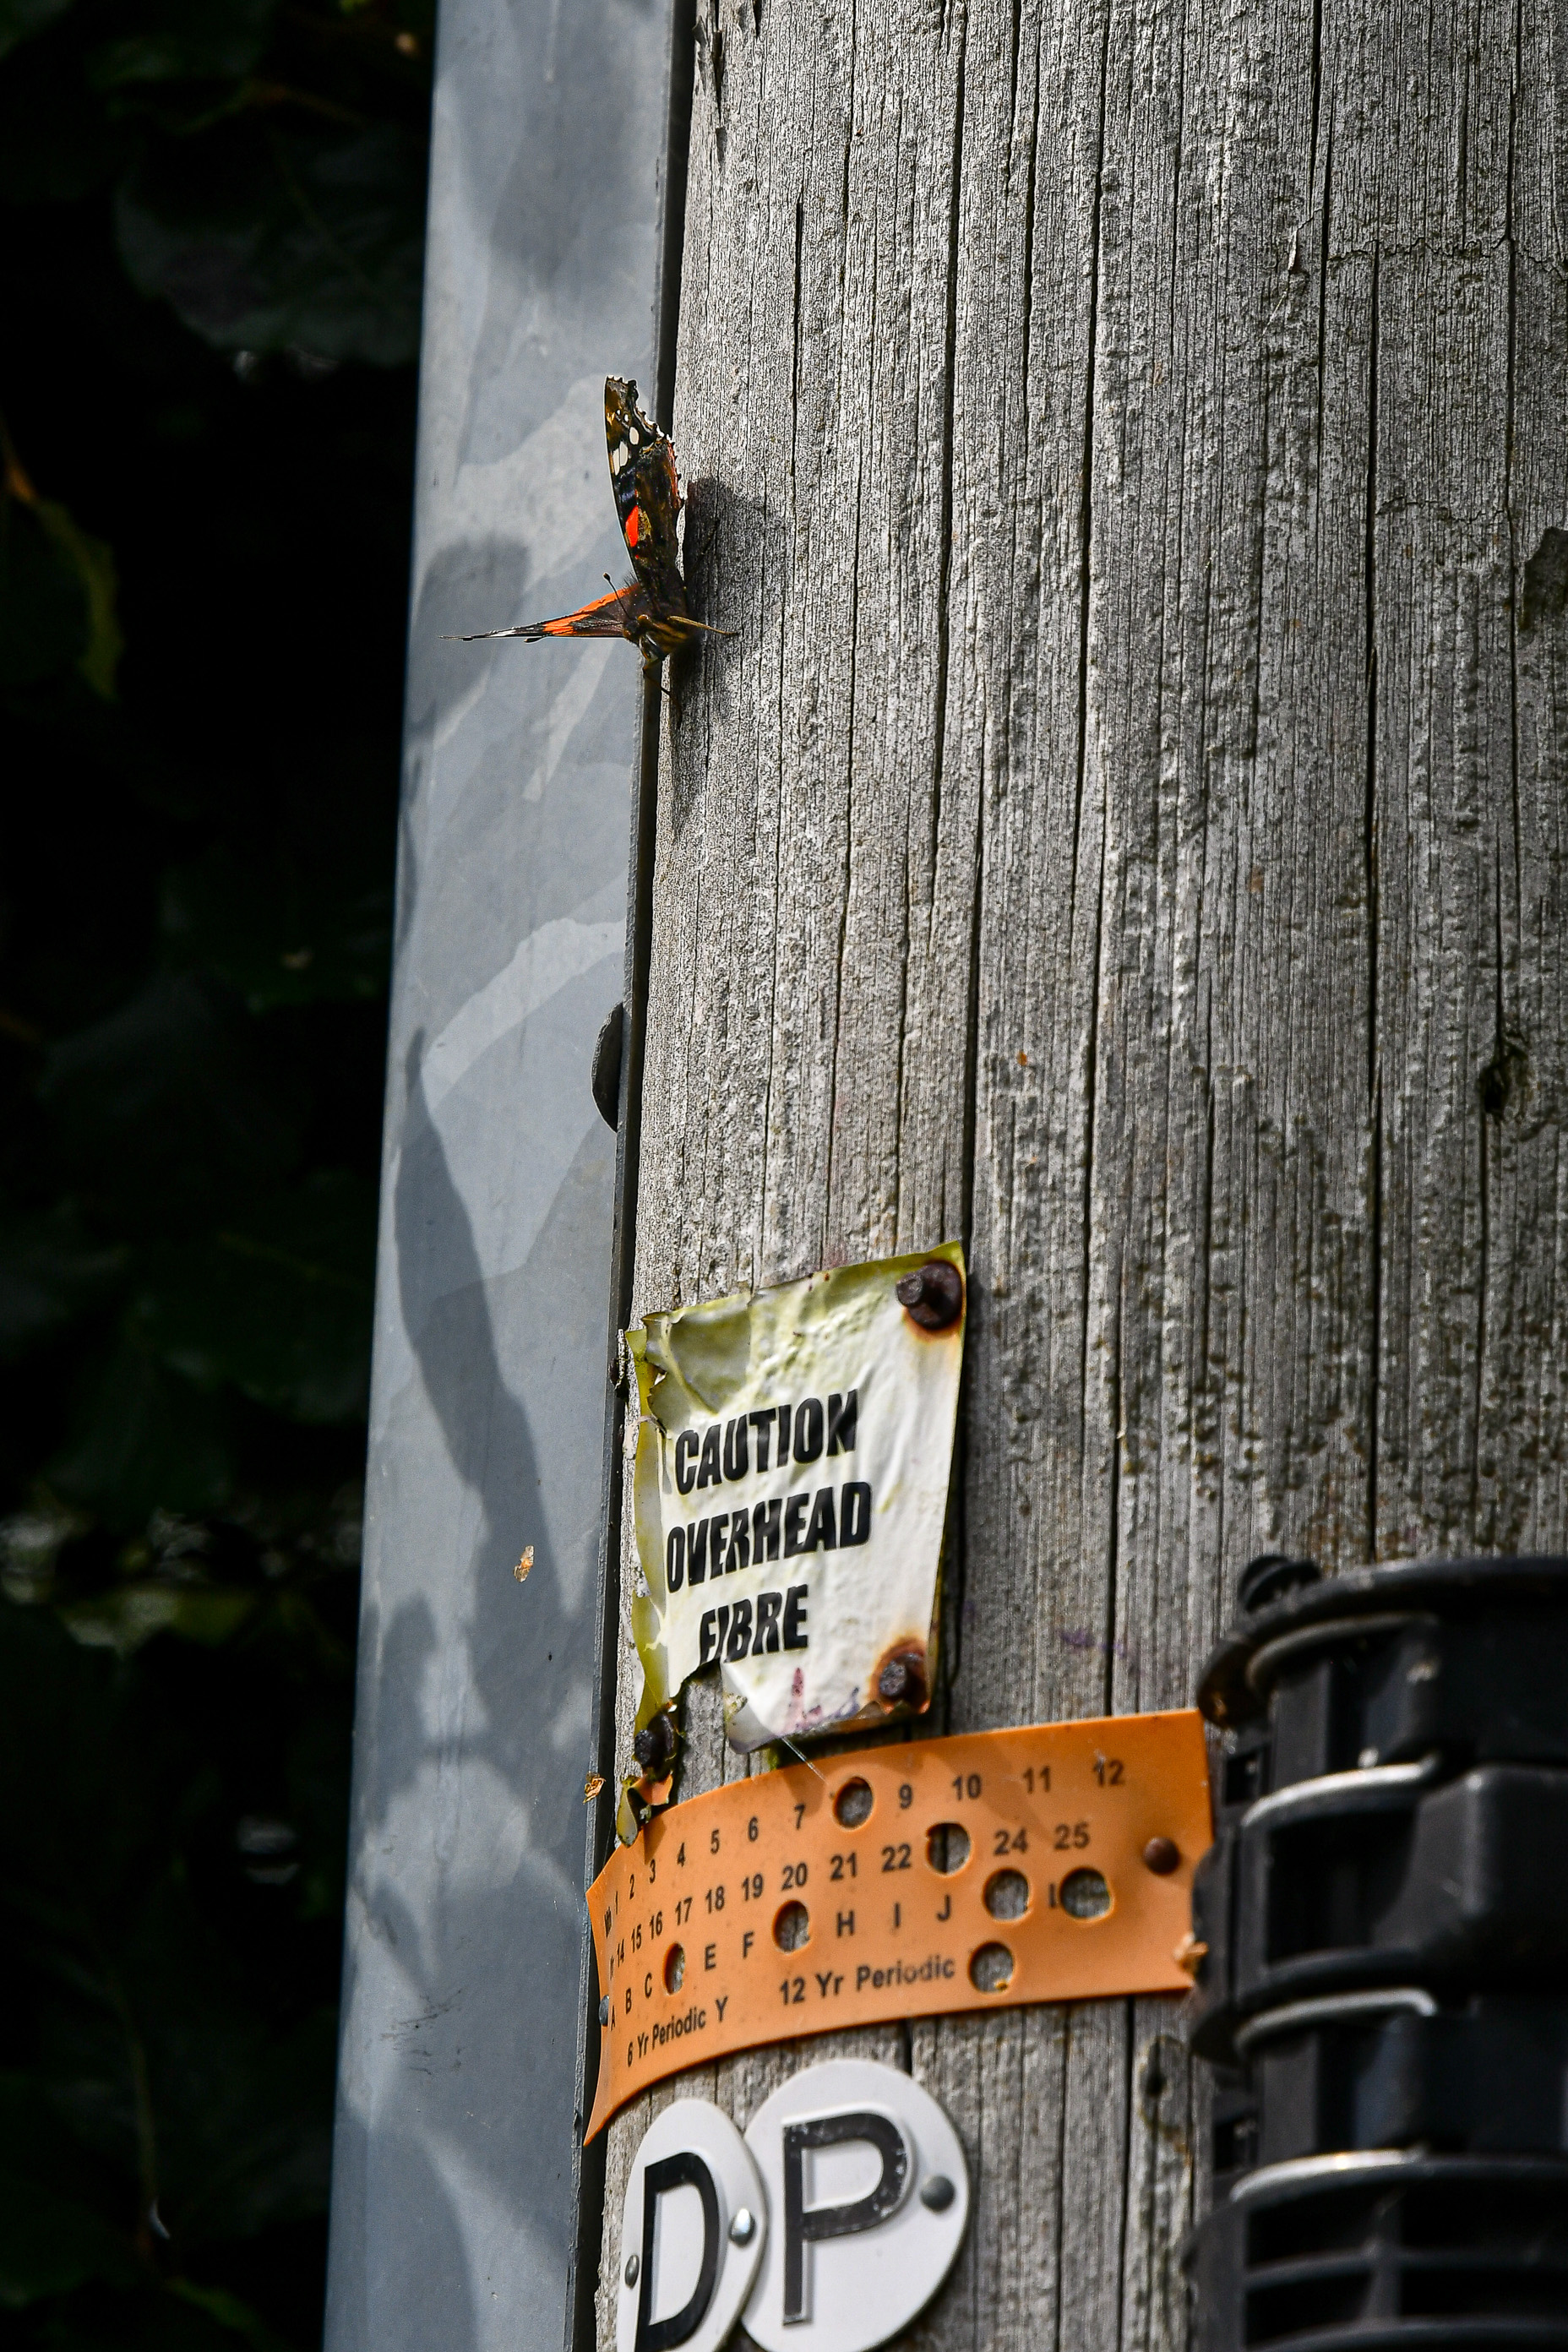 CAUTION
OVERHEAD
FIBRE
1 2 3 4 5 6 7 9 10 11 12
14 15 16 17 18 19 20 21 22 24 25
A B C E F H I J
6 Yr Periodic Y 12 Yr Periodic
DP